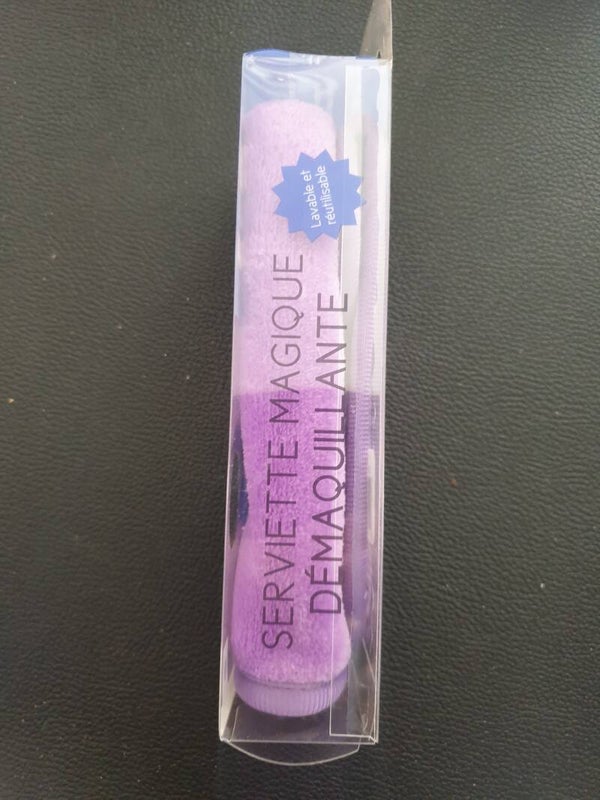 Lavable et
réutilisable
SERVIETTE MAGIQUE
DÉMAQUILLANTE